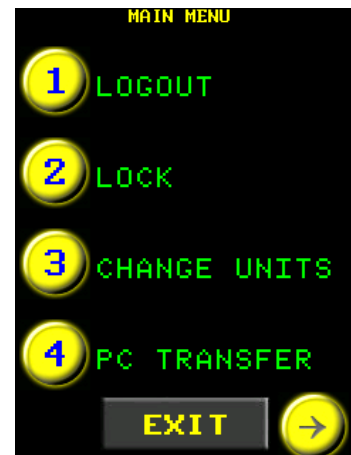 MAIN MENU
1 LOGOUT
2 LOCK
3 CHANGE UNITS
4 PC TRANSFER
EXIT →